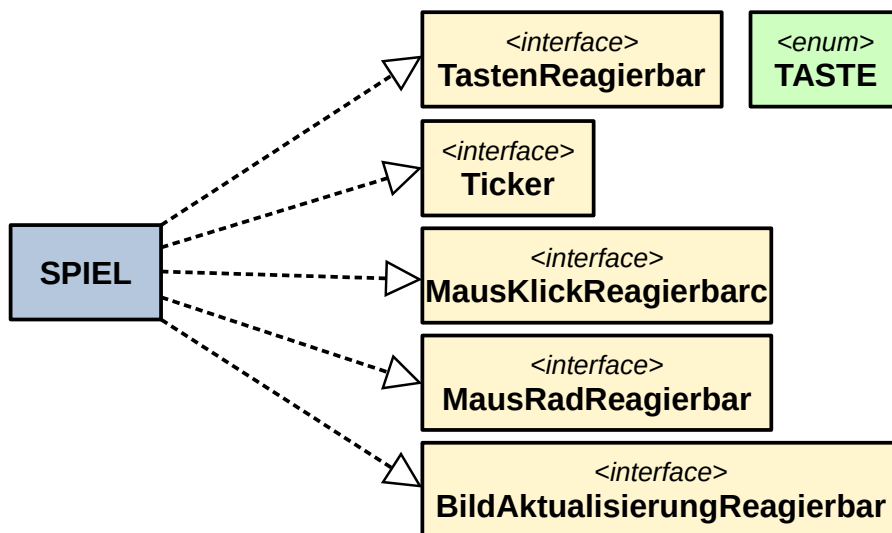 <interface>
TastenReagierbar
<enum>
TASTE
<interface>
Ticker
SPIEL
<interface>
MausKlickReagierbarc
<interface>
MausRadReagierbar
<interface>
BildAktualisierungReagierbar